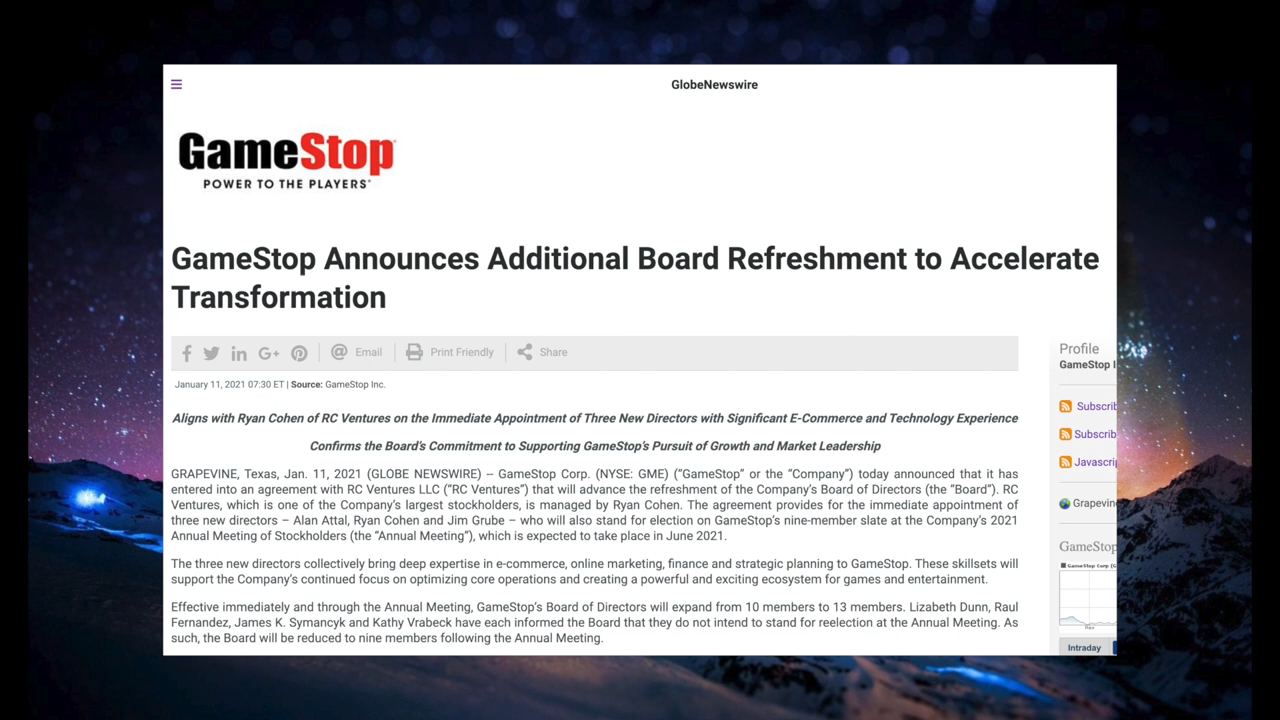 GlobeNewswire
GameStop
POWER TO THE PLAYERS
GameStop Announces Additional Board Refreshment to Accelerate
Transformation
Email
Print Friendly
Share
January 11, 2021 07:30 ET | Source: GameStop Inc.
Profile
GameStop I
Subscrib
Subscrib
Javascrip
Grapevin
GameStop
GameStop Corp (G
Intraday
Aligns with Ryan Cohen of RC Ventures on the Immediate Appointment of Three New Directors with Significant E-Commerce and Technology Experience
Confirms the Board's Commitment to Supporting GameStop's Pursuit of Growth and Market Leadership
GRAPEVINE, Texas, Jan. 11, 2021 (GLOBE NEWSWIRE) -- GameStop Corp. (NYSE: GME) ("GameStop" or the "Company") today announced that it has
entered into an agreement with RC Ventures LLC ("RC Ventures") that will advance the refreshment of the Company's Board of Directors (the "Board"). RC
Ventures, which is one of the Company's largest stockholders, is managed by Ryan Cohen. The agreement provides for the immediate appointment of
three new directors – Alan Attal, Ryan Cohen and Jim Grube – who will also stand for election on GameStop's nine-member slate at the Company's 2021
Annual Meeting of Stockholders (the "Annual Meeting"), which is expected to take place in June 2021.
The three new directors collectively bring deep expertise in e-commerce, online marketing, finance and strategic planning to GameStop. These skillsets will
support the Company's continued focus on optimizing core operations and creating a powerful and exciting ecosystem for games and entertainment.
Effective immediately and through the Annual Meeting, GameStop's Board of Directors will expand from 10 members to 13 members. Lizabeth Dunn, Raul
Fernandez, James K. Symancyk and Kathy Vrabeck have each informed the Board that they do not intend to stand for reelection at the Annual Meeting. As
such, the Board will be reduced to nine members following the Annual Meeting.